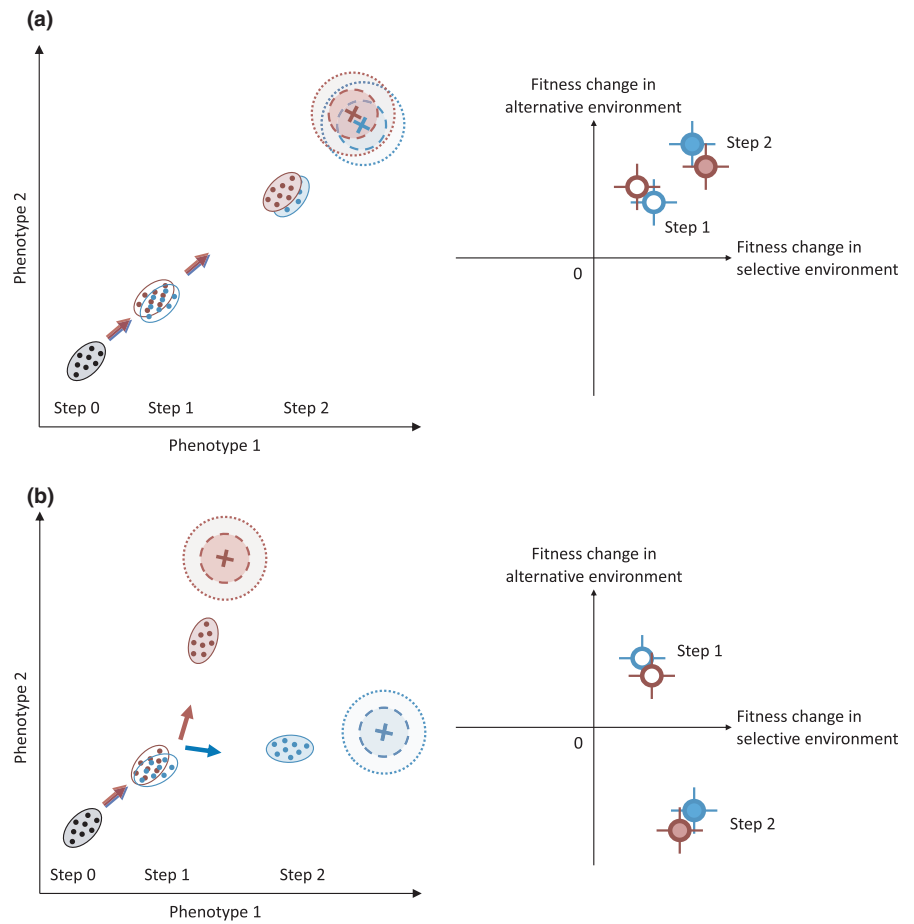 (a)
Phenotype 2
Step 0
Step 1
Step 2
Phenotype 1
Fitness change in
alternative environment
Step 2
Step 1
0
Fitness change in
selective environment
(b)
Phenotype 2
Step 0
Step 1
Step 2
Phenotype 1
Fitness change in
alternative environment
Step 1
0
Fitness change in
selective environment
Step 2